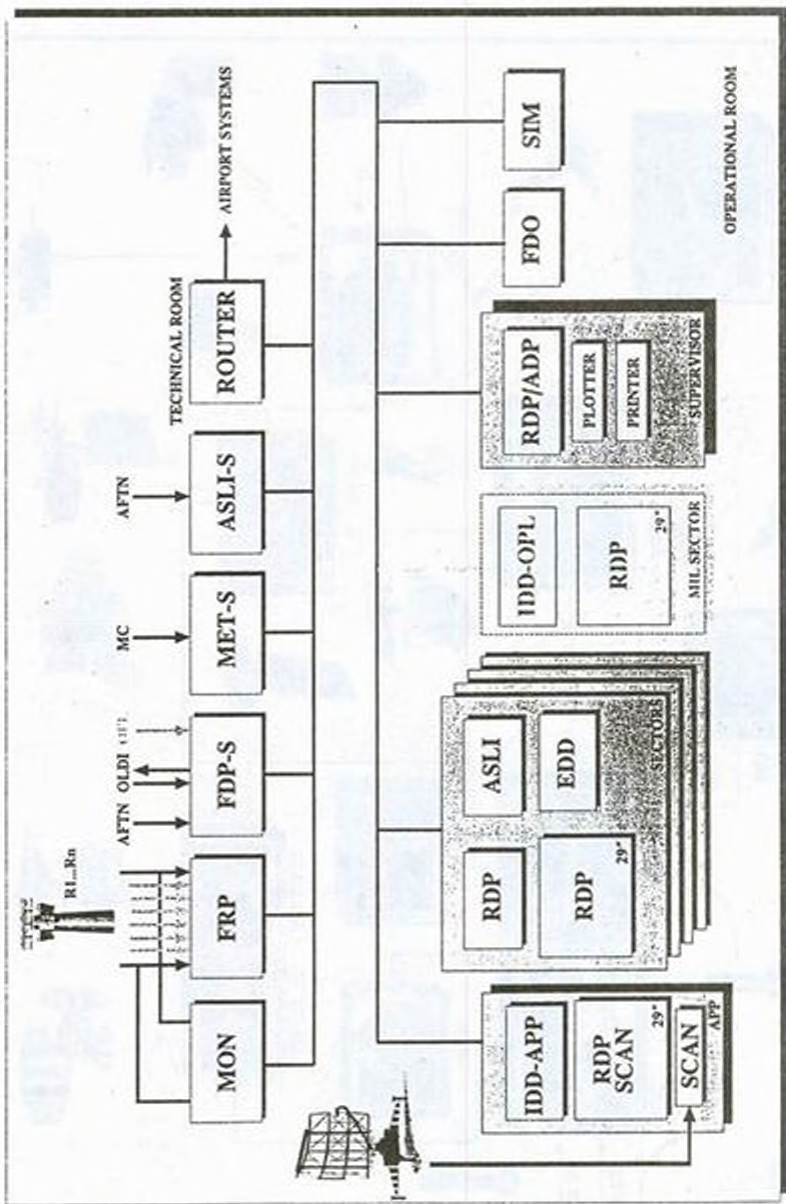 R1...Rn
AFTN
OLDI
MC
AFTN
MON
FRP
FDP-S
MET-S
ASLI-S
TECHNICAL ROOM
ROUTER
AIRPORT SYSTEMS
IDD-APP
RDP
SCAN
29"
SCAN
APP
RDP
ASLI
RDP
29"
EDD
SECTORS
IDD-OPL
RDP
29"
MIL SECTOR
RDP/ADP
PLOTTER
PRINTER
SUPERVISOR
FDO
SIM
OPERATIONAL ROOM